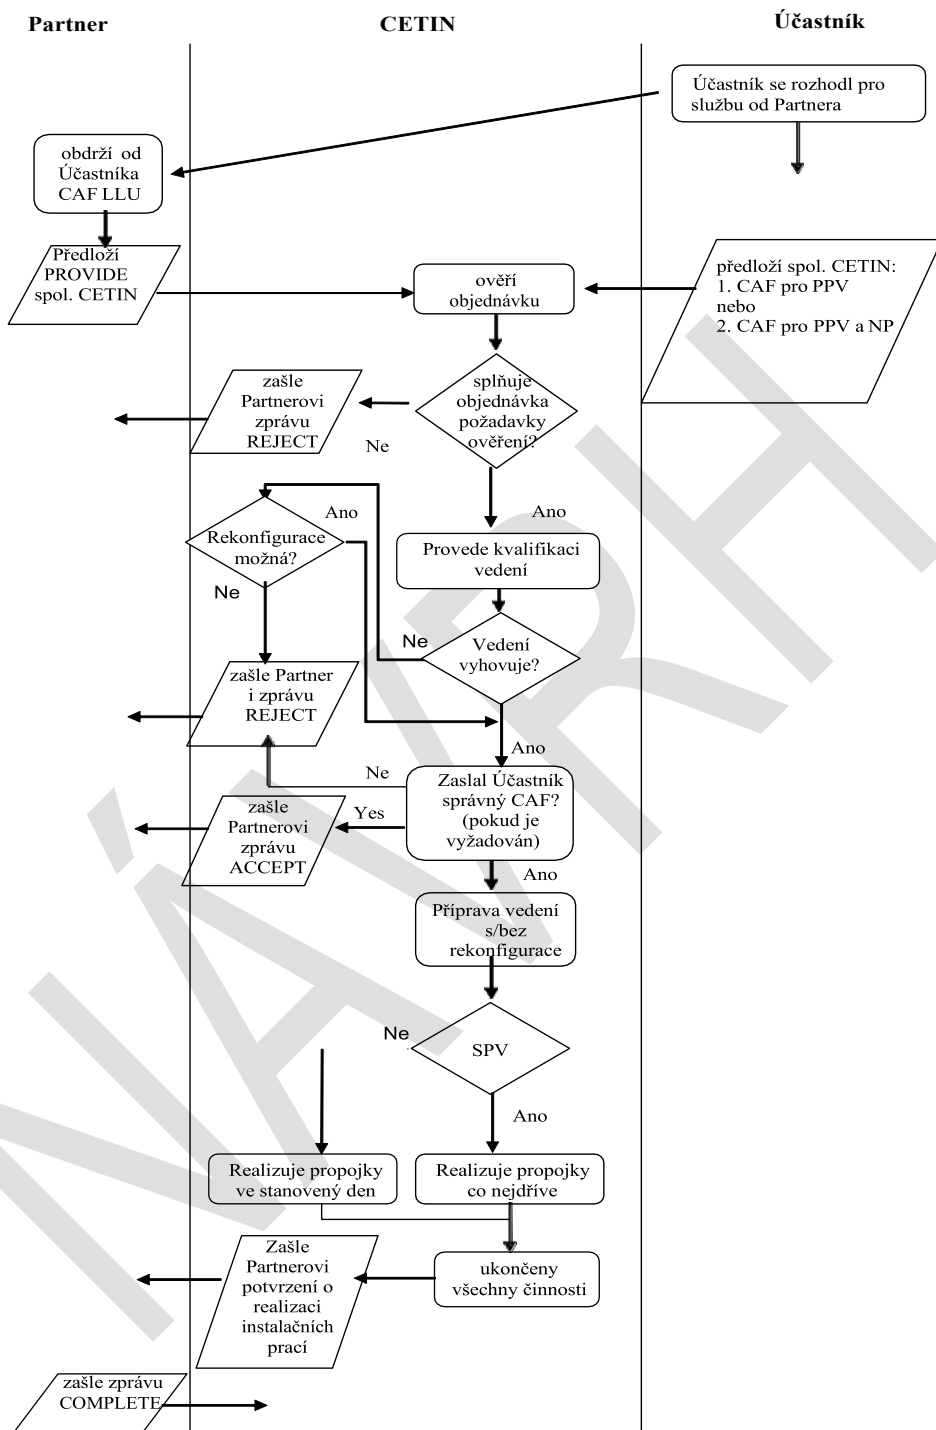 Partner
CETIN
Účastník
Účastník se rozhodl pro
službu od Partnera
obdrží od
Účastníka
CAF LLU
Předloží
PROVIDE
spol. CETIN
ověří
objednávku
předloží spol. CETIN:
1. CAF pro PPV
nebo
2. CAF pro PPV a NP
zašle
Partnerovi
zprávu
REJECT
splňuje
objednávka
požadavky
ověření?
Ne
Ano
Rekonfigurace
možná?
Ano
Ne
Provede kvalifikaci
vedení
Ne
Vedení
vyhovuje?
zašle Partner
i zprávu
REJECT
Ano
Ne
Zaslal Účastník
správný CAF?
(pokud je
vyžadován)
Yes
zašle
Partnerovi
zprávu
ACCEPT
Ano
Příprava vedení
s/bez
rekonfigurace
Ne
SPV
Ano
Realizuje propojky
ve stanovený den
Realizuje propojky
co nejdříve
Zašle
Partnerovi
potvrzení o
realizaci
instalačních
prací
ukončeny
všechny činnosti
zašle zprávu
COMPLETE
NÁVRH